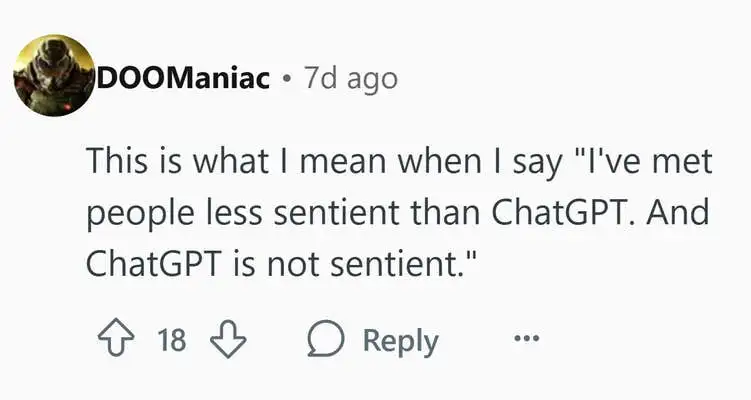 DOOManiac • 7d ago
This is what I mean when I say "I've met
people less sentient than ChatGPT. And
ChatGPT is not sentient."
18 Reply ...